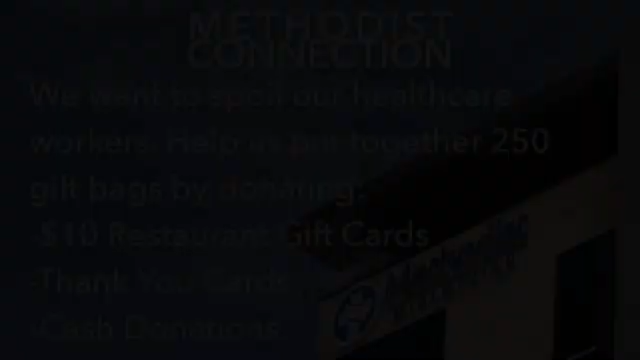 METHODIST
CONNECTION
We want to spoil our healthcare
workers. Help us put together 250
gift bags by donating:
-$10 Restaurant Gift Cards
-Thank You Cards
-Cash Donations